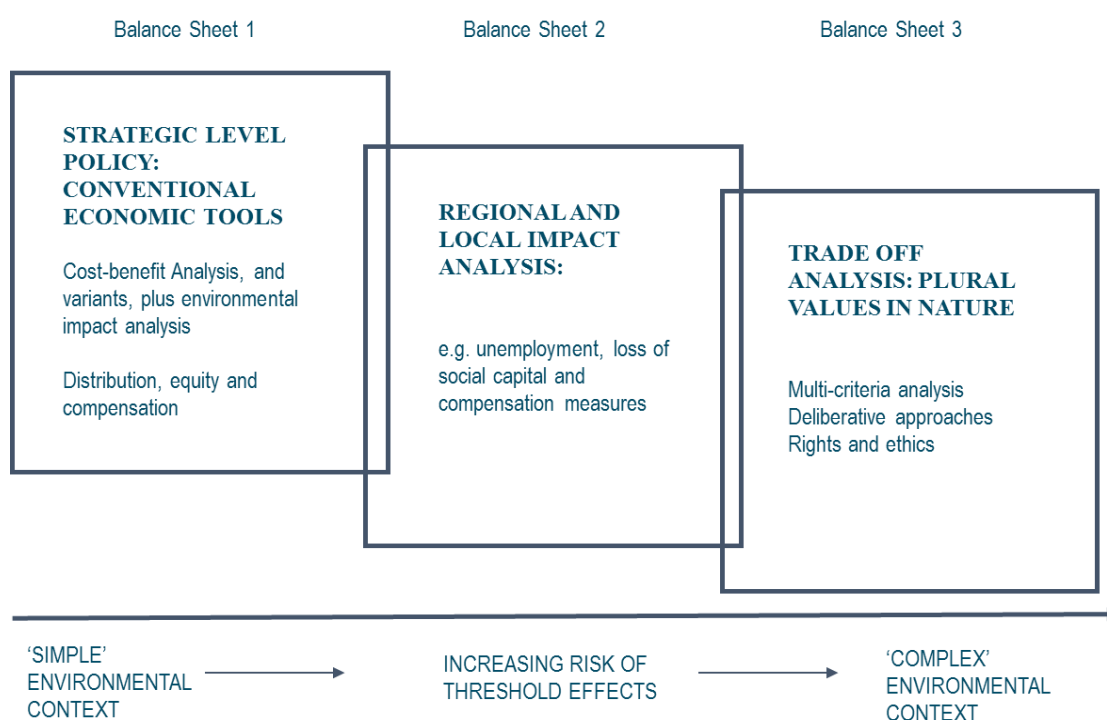 Balance Sheet 1
Balance Sheet 2
Balance Sheet 3
STRATEGIC LEVEL
POLICY:
CONVENTIONAL
ECONOMIC TOOLS
Cost-benefit Analysis, and
variants, plus environmental
impact analysis
Distribution, equity and
compensation
REGIONAL AND
LOCAL IMPACT
ANALYSIS:
e.g. unemployment, loss of
social capital and
compensation measures
TRADE OFF
ANALYSIS: PLURAL
VALUES IN NATURE
Multi-criteria analysis
Deliberative approaches
Rights and ethics
‘SIMPLE’
ENVIRONMENTAL
CONTEXT
INCREASING RISK OF
THRESHOLD EFFECTS
‘COMPLEX’
ENVIRONMENTAL
CONTEXT